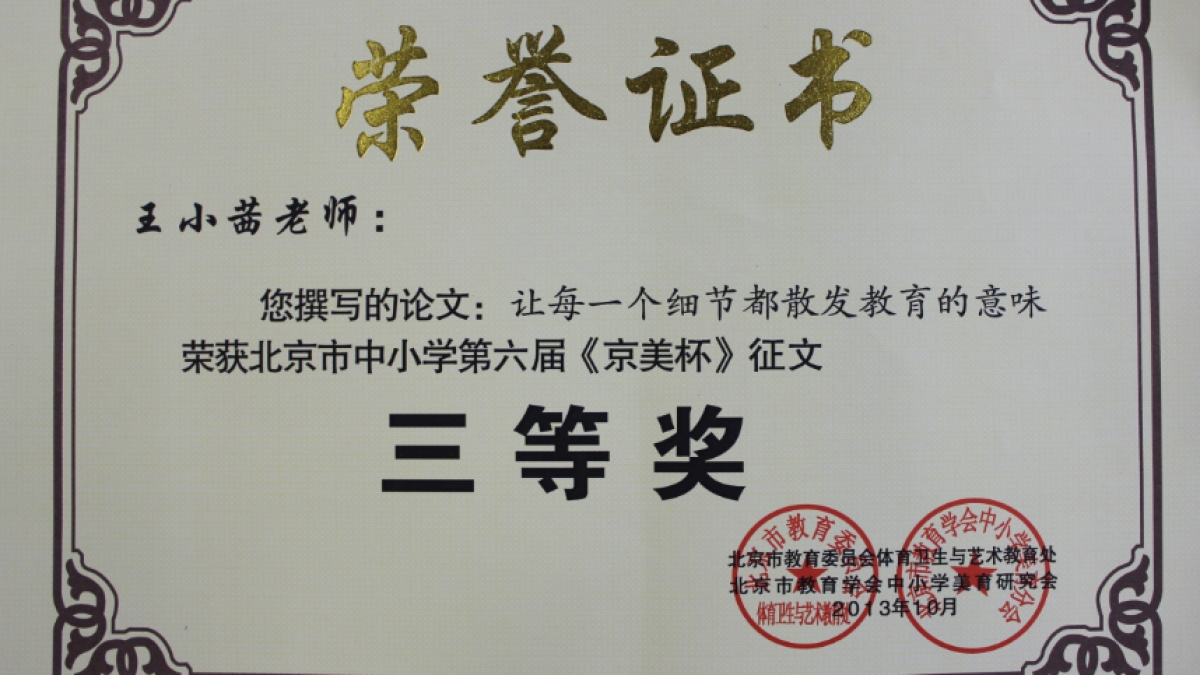 荣誉证书
王小茜老师：
您撰写的论文：让每一个细节都散发教育的意味
荣获北京市中小学第六届《京美杯》征文
三等奖
北京市教育委员会体育卫生与艺术教育处
北京市教育学会中小学美育研究会
2013年10月